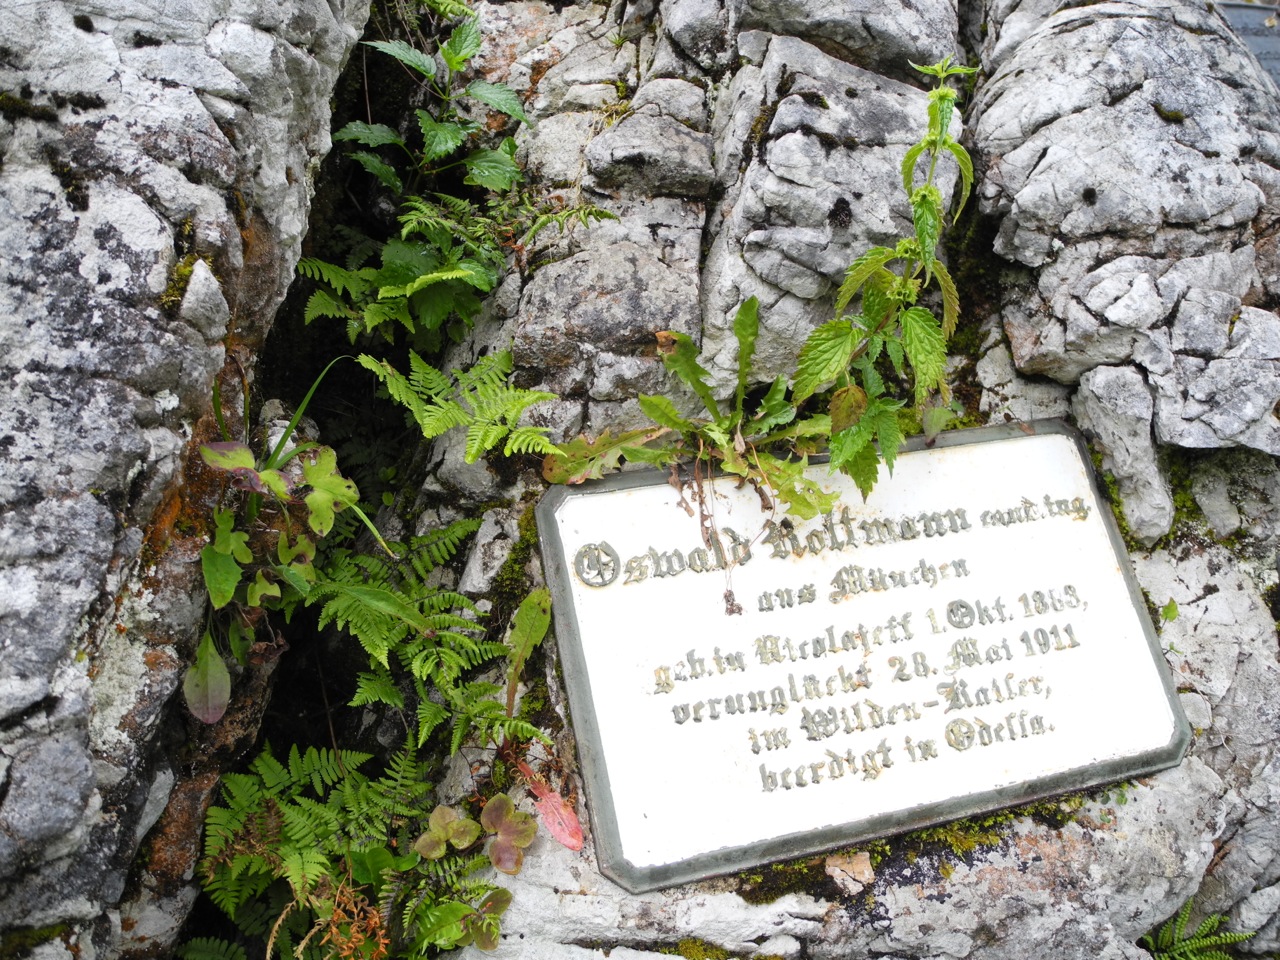 Oswald Hoffmann cand. ing.
aus München
geb. in Nicolajeff 1. Okt. 1883,
verunglückt 28. Mai 1911
im Wilden-Kaiser,
beerdigt in Odessa.